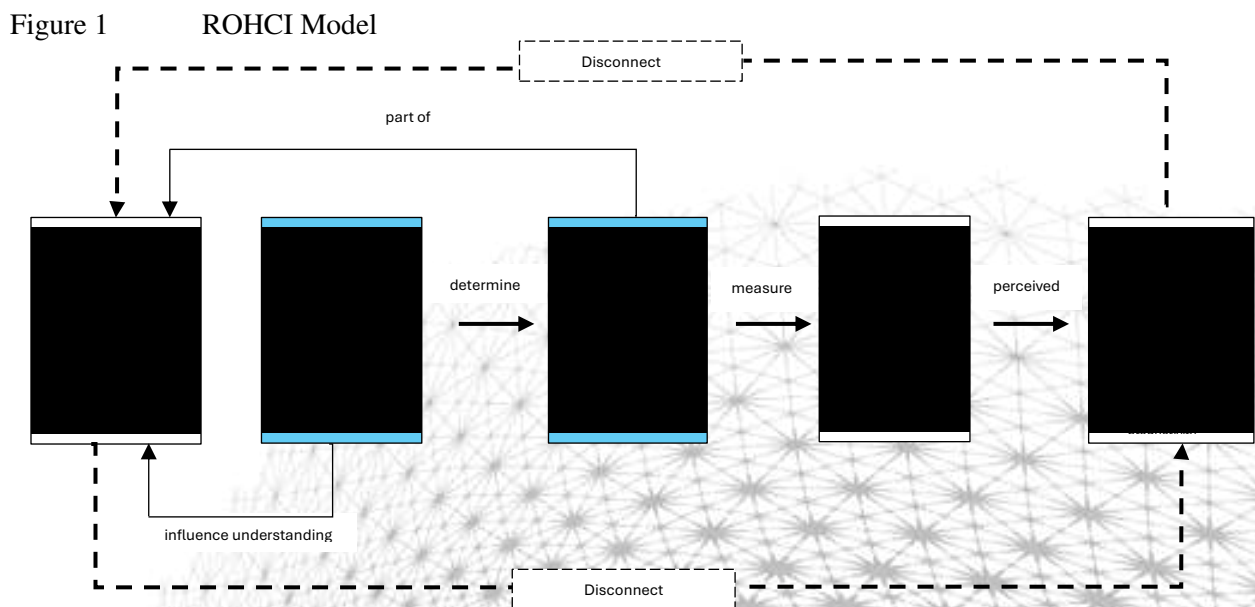 Figure 1 ROHCI Model
Disconnect
part of
determine
measure
perceived
influence understanding
Disconnect